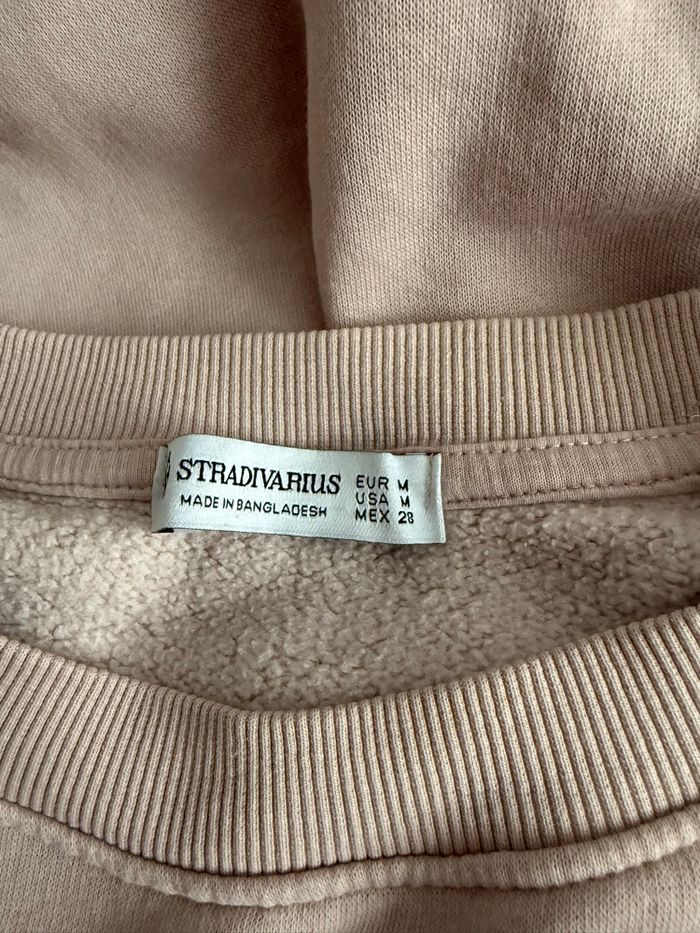 STRADIVARIUS
MADE IN BANGLADESH
EUR M
USA M
MEX 28